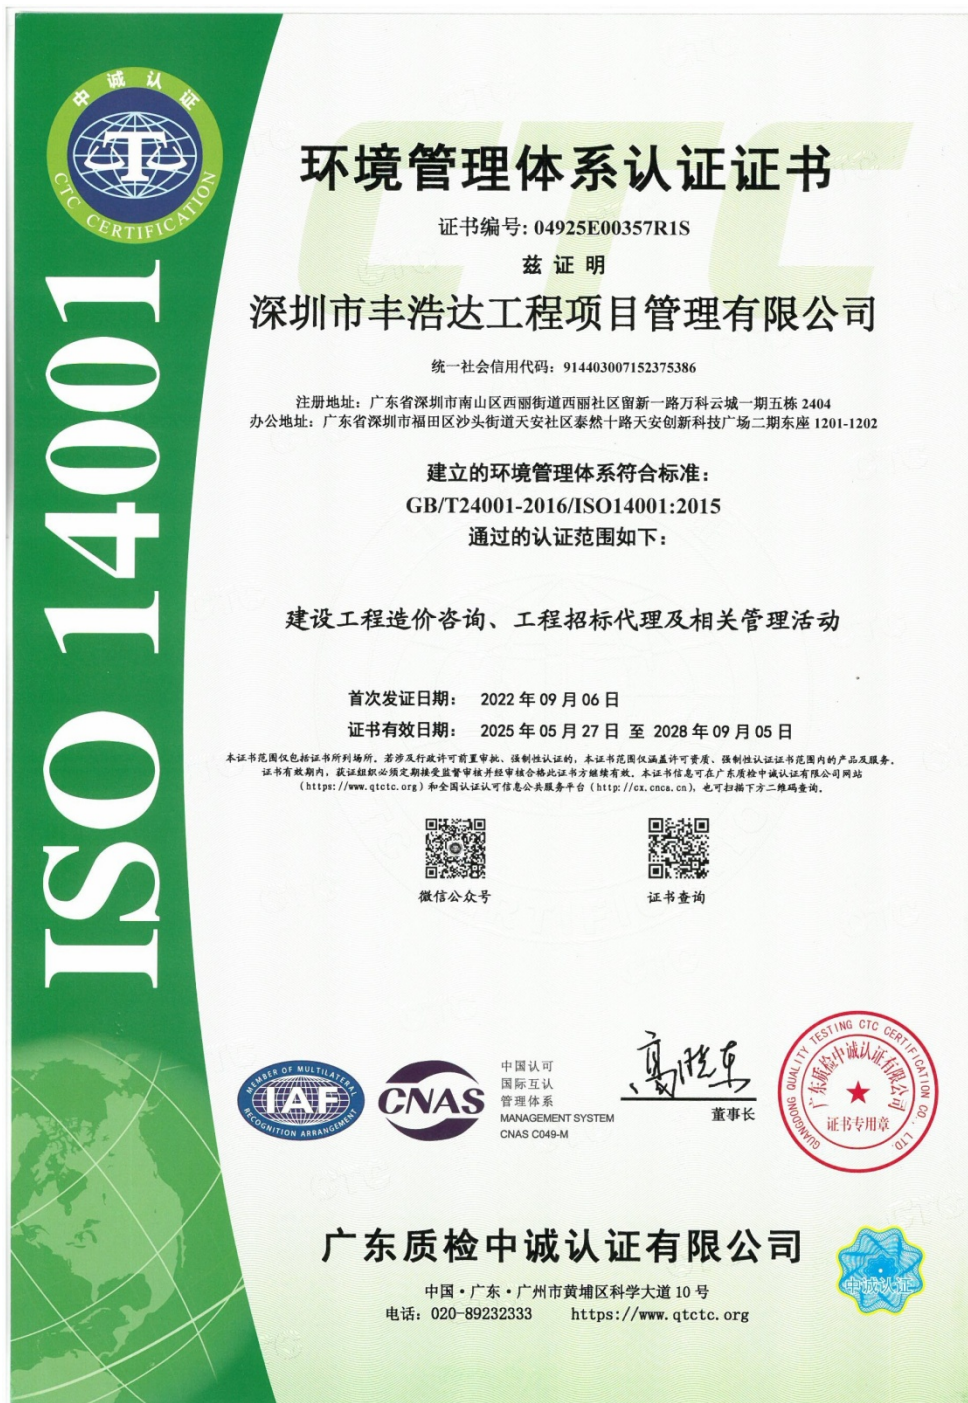 中诚认证
CTC CERTIFICATION
ISO 14001
环境管理体系认证证书
证书编号: 04925E00357R1S
兹证明
深圳市丰浩达工程项目管理有限公司
统一社会信用代码：914403007152375386
注册地址：广东省深圳市南山区西丽街道西丽社区留新一路万科云城一期五栋 2404
办公地址：广东省深圳市福田区沙头街道天安社区泰然十路天安创新科技广场二期东座 1201-1202
建立的环境管理体系符合标准：
GB/T24001-2016/ISO14001:2015
通过的认证范围如下：
建设工程造价咨询、工程招标代理及相关管理活动
首次发证日期： 2022 年 09 月 06 日
证书有效日期： 2025 年 05 月 27 日 至 2028 年 09 月 05 日
本证书范围仅包括证书所列场所。若涉及行政许可前置审批、强制性认证的，本证书范围仅涵盖许可资质、强制性认证证书范围内的产品及服务。
证书有效期内，获证组织必须定期接受监督审核并经审核合格此证书方继续有效。本证书信息可在广东质检中诚认证有限公司网站
（https://www.qtctc.org）和全国认证认可信息公共服务平台（http://cx.cnca.cn），也可扫描下方二维码查询。
微信公众号
证书查询
MEMBER OF MULTILATERAL
IAF
RECOGNITION ARRANGEMENT
CNAS
中国认可
国际互认
管理体系
MANAGEMENT SYSTEM
CNAS C049-M
高晓东
董事长
GUANGDONG QUALITY TESTING CTC CERTIFICATION CO., LTD.
广东质检中诚认证有限公司
证书专用章
广东质检中诚认证有限公司
中国·广东·广州市黄埔区科学大道 10 号
电话：020-89232333 https://www.qtctc.org
中诚认证